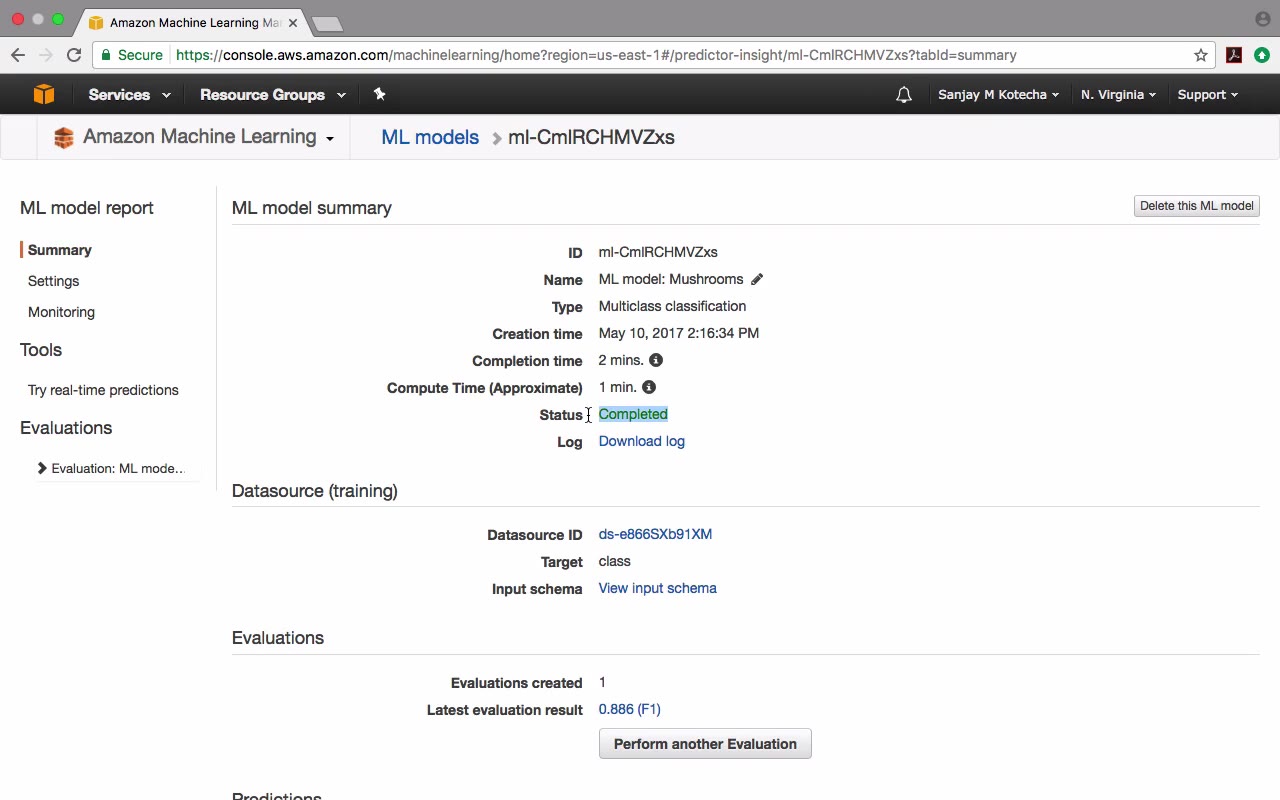 Amazon Machine Learning Ma
Secure https://console.aws.amazon.com/machinelearning/home?region=us-east-1#/predictor-insight/ml-CmlRCHMVZxs?tabId=summary
Services Resource Groups Sanjay M Kotecha N. Virginia Support
Amazon Machine Learning ML models ml-CmlRCHMVZxs
ML model report
Summary
Settings
Monitoring
Tools
Try real-time predictions
Evaluations
Evaluation: ML mode...
ML model summary
Delete this ML model
ID ml-CmlRCHMVZxs
Name ML model: Mushrooms
Type Multiclass classification
Creation time May 10, 2017 2:16:34 PM
Completion time 2 mins.
Compute Time (Approximate) 1 min.
Status Completed
Log Download log
Datasource (training)
Datasource ID ds-e866SXb91XM
Target class
Input schema View input schema
Evaluations
Evaluations created 1
Latest evaluation result 0.886 (F1)
Perform another Evaluation
Predictions